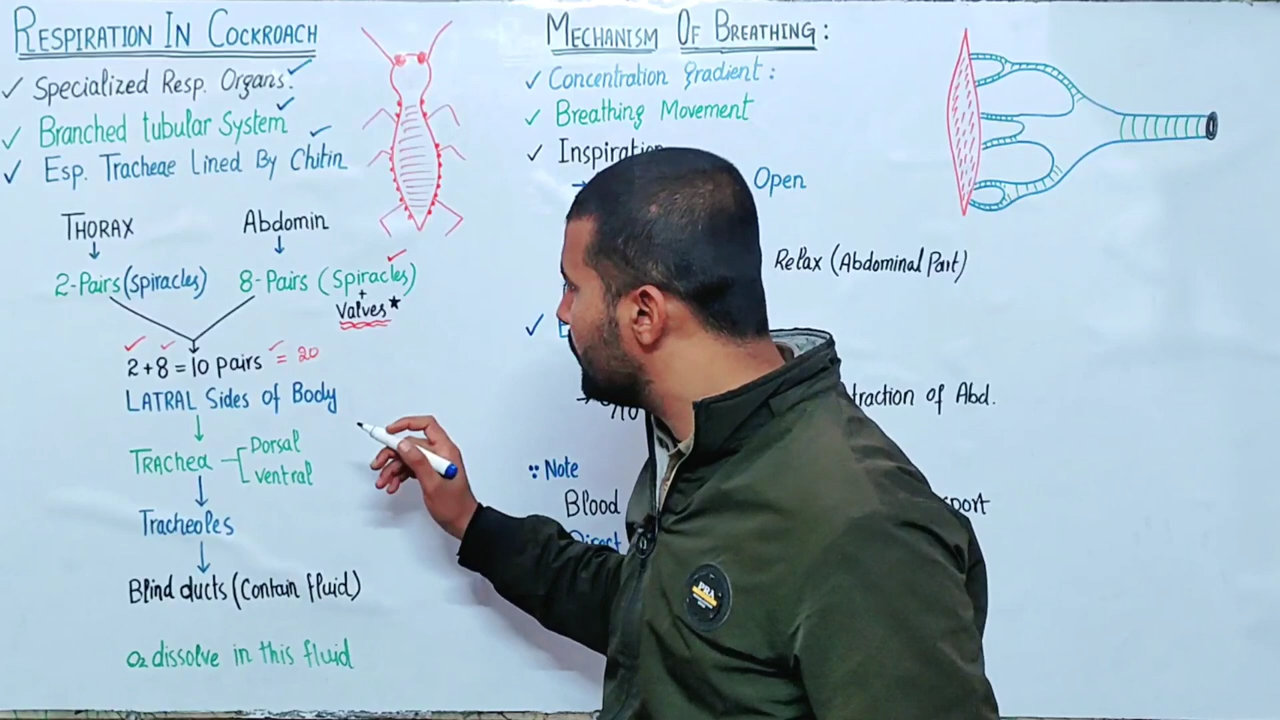 RESPIRATION IN COCKROACH
✓ Specialized Resp. Organs.
✓ Branched tubular System
✓ Esp. Tracheae Lined By Chitin
THORAX
Abdomin
2-Pairs (Spiracles)
8-Pairs (Spiracles)
+
Valves*
2+8=10 pairs = 20
LATRAL Sides of Body
TRAchea
Dorsal
ventral
Tracheoles
Blind ducts (Contain fluid)
O2 dissolve in this fluid
MECHANISM OF BREATHING:
✓ Concentration gradient:
✓ Breathing Movement
✓ Inspiration
Open
Relax (Abdominal Part)
traction of Abd.
Note
Blood
sport
Direct
PRA